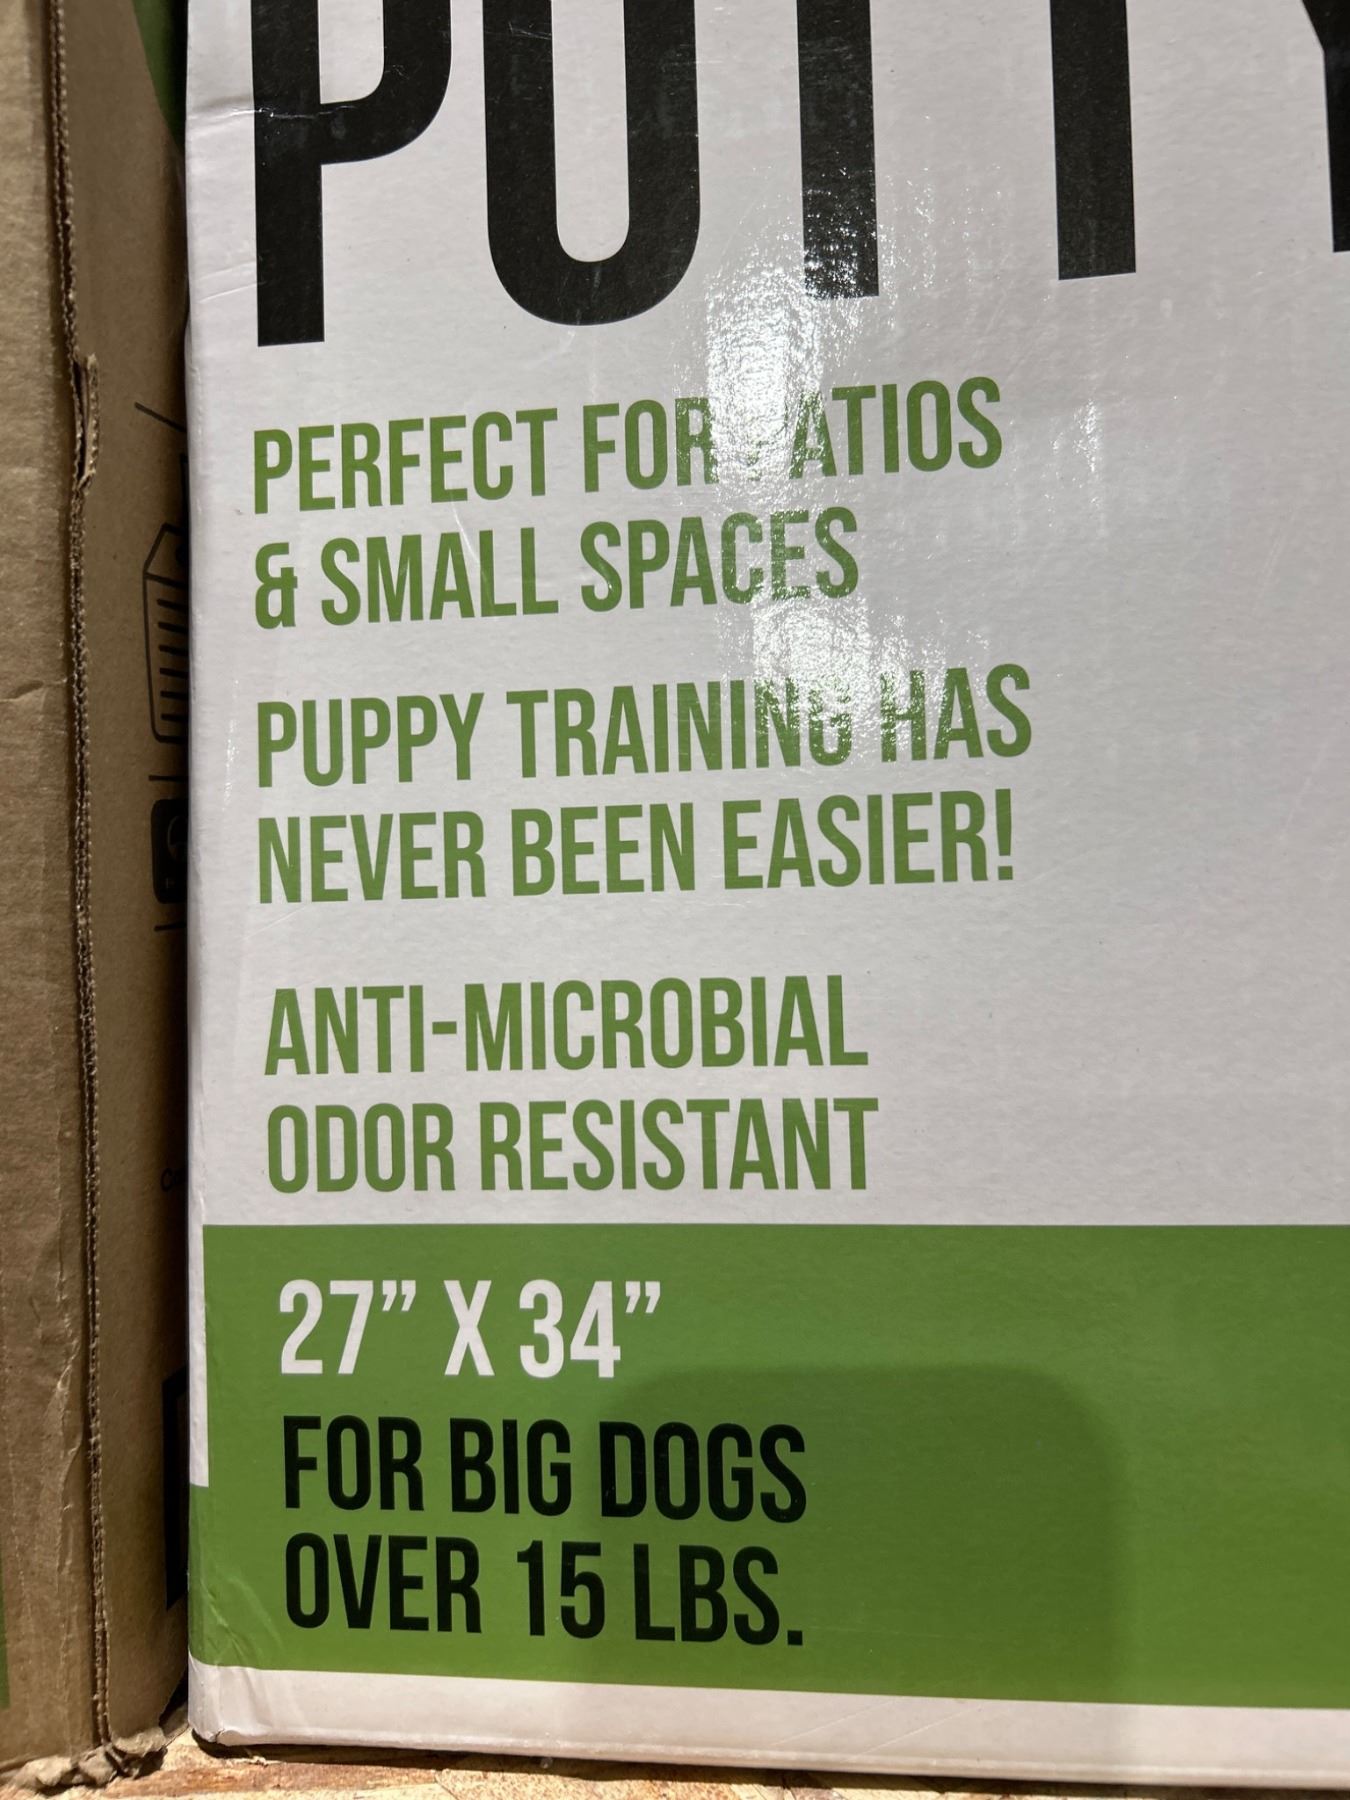 POTTY
PERFECT FOR PATIOS
& SMALL SPACES
PUPPY TRAINING HAS
NEVER BEEN EASIER!
ANTI-MICROBIAL
ODOR RESISTANT
27” X 34”
FOR BIG DOGS
OVER 15 LBS.